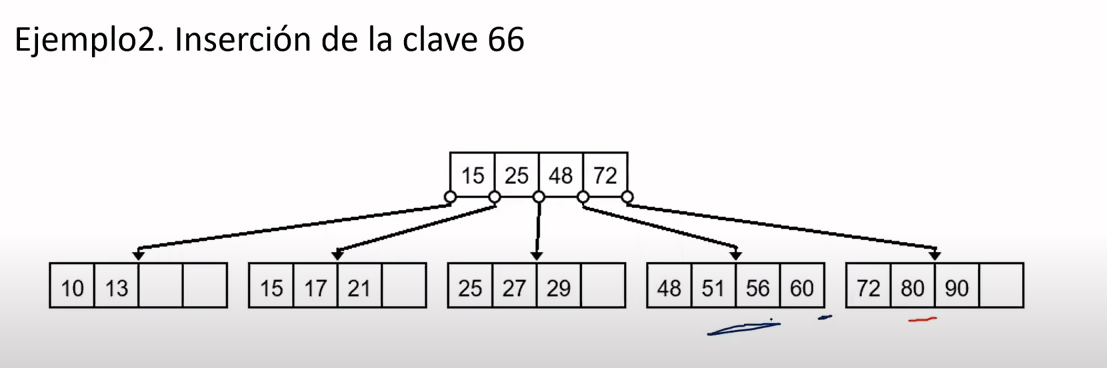 Ejemplo2. Inserción de la clave 66
15 25 48 72
10 13 15 17 21 25 27 29 48 51 56 60 72 80 90